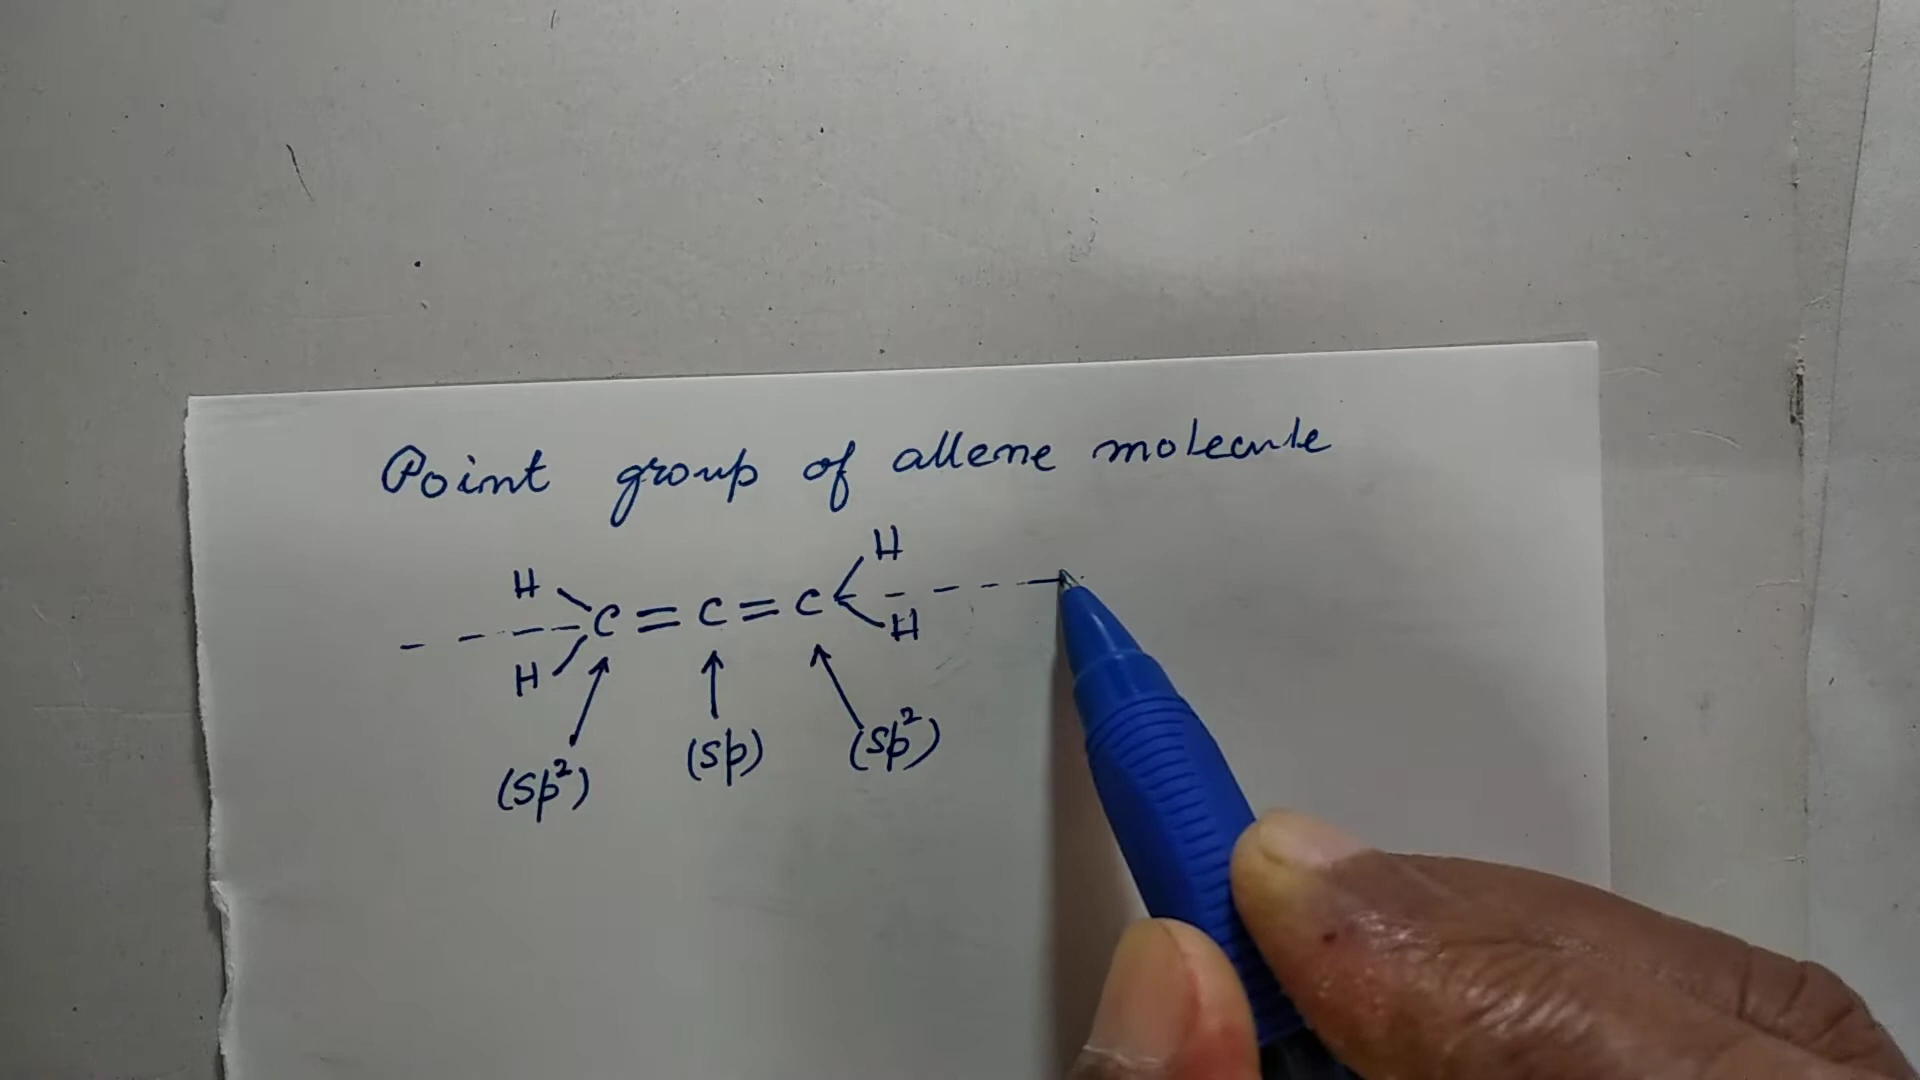 Point group of allene molecule
H H
C = C = C
H H
(sp²) (sp) (sp²)